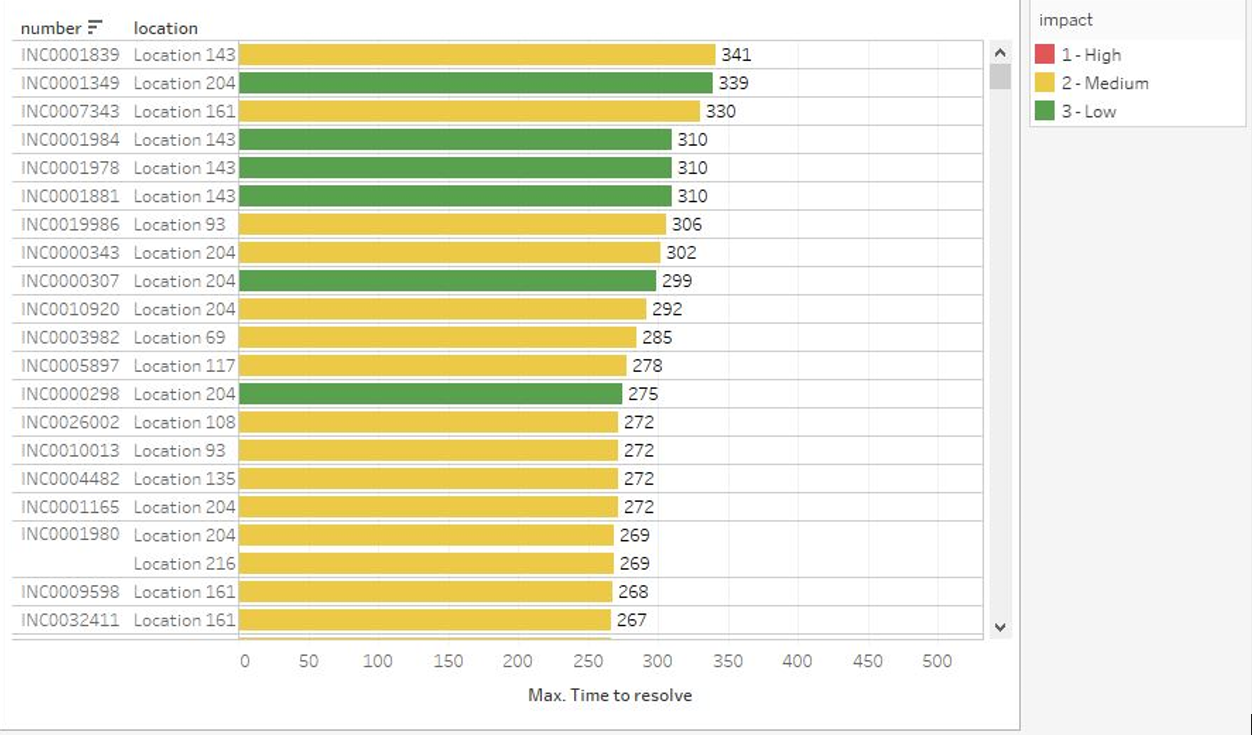 number location
INC0001839 Location 143 341
INC0001349 Location 204 339
INC0007343 Location 161 330
INC0001984 Location 143 310
INC0001978 Location 143 310
INC0001881 Location 143 310
INC0019986 Location 93 306
INC0000343 Location 204 302
INC0000307 Location 204 299
INC0010920 Location 204 292
INC0003982 Location 69 285
INC0005897 Location 117 278
INC0000298 Location 204 275
INC0026002 Location 108 272
INC0010013 Location 93 272
INC0004482 Location 135 272
INC0001165 Location 204 272
INC0001980 Location 204 269
Location 216 269
INC0009598 Location 161 268
INC0032411 Location 161 267
0 50 100 150 200 250 300 350 400 450 500
Max. Time to resolve
impact
1 - High
2 - Medium
3 - Low